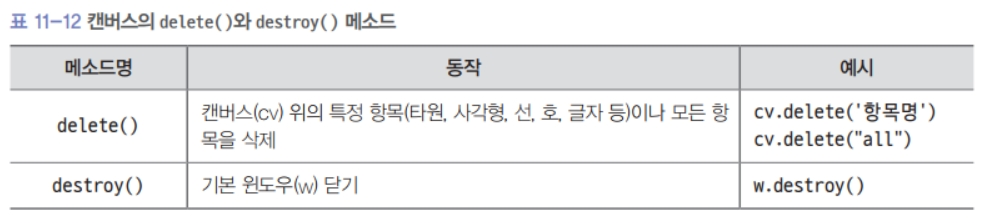 표 11-12 캔버스의 delete()와 destroy() 메소드
메소드명 동작 예시
delete() 캔버스(cv) 위의 특정 항목(타원, 사각형, 선, 호, 글자 등)이나 모든 항 cv.delete('항목명')
목을 삭제 cv.delete("all")
destroy() 기본 윈도우(w) 닫기 w.destroy()